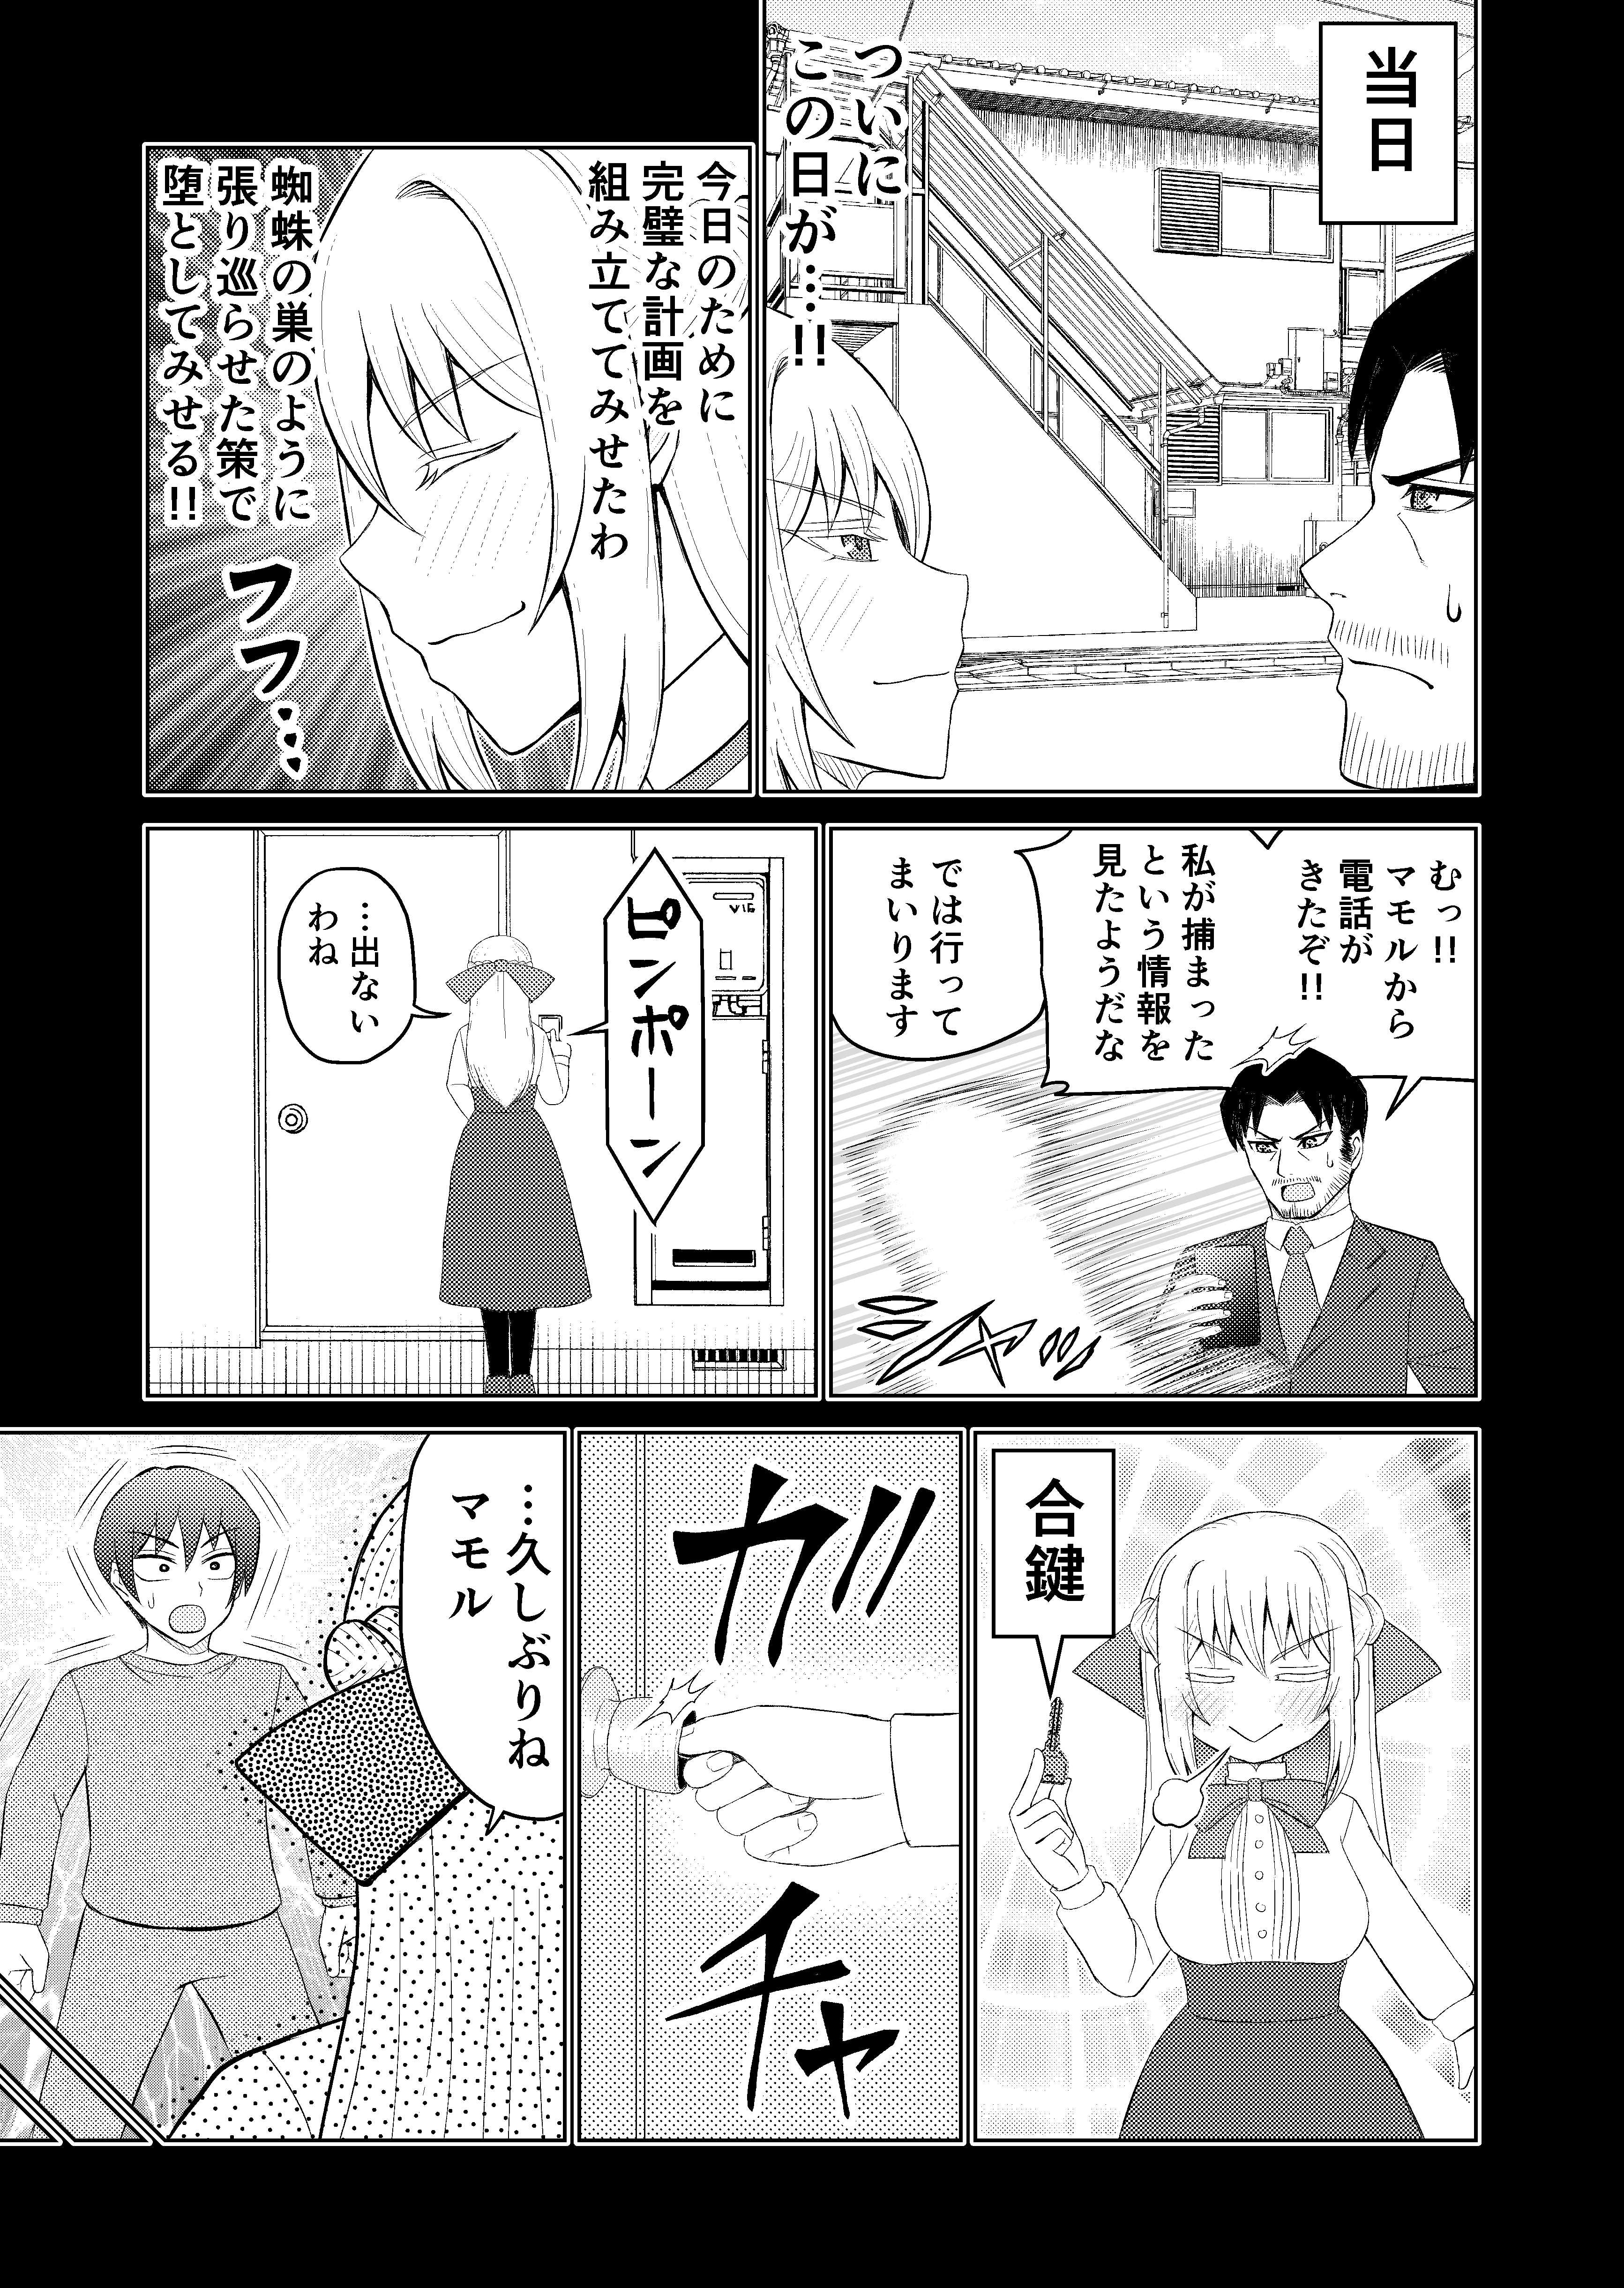 当日
ついに
この日が…!!
今日のために
完璧な計画を
組み立ててみせたわ
蜘蛛の巣のように
張り巡らせた策で
堕としてみせる!!
フフ…
むっ!!
マモルから
電話が
きたぞ!!
私が捕まった
という情報を
見たようだな
では行って
まいります
シャッ
ピンポーン
…出ない
わね
合鍵
ガチャ
…久しぶりね
マモル